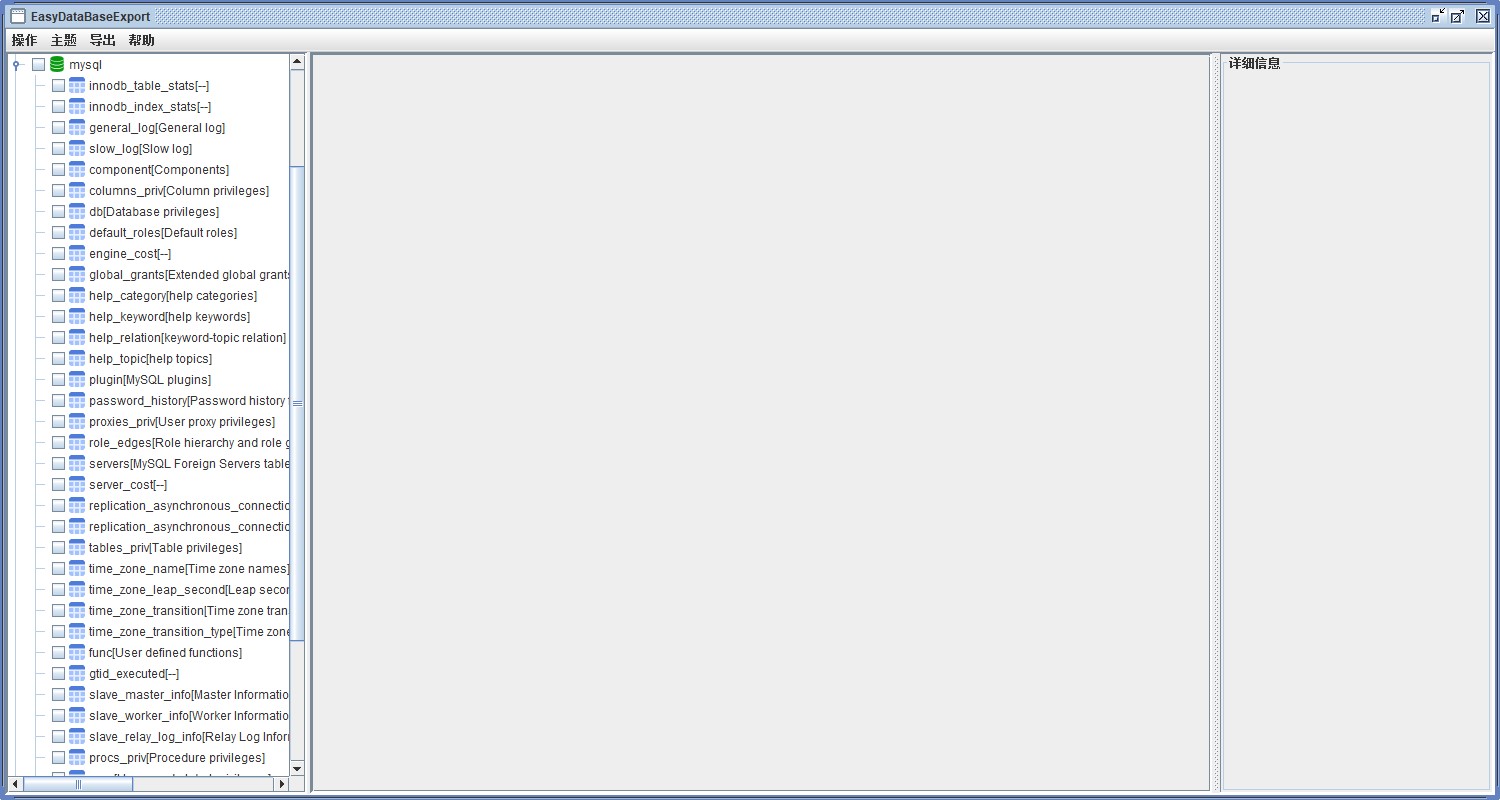 EasyDataBaseExport
操作 主题 导出 帮助
mysql
innodb_table_stats[--]
innodb_index_stats[--]
general_log[General log]
slow_log[Slow log]
component[Components]
columns_priv[Column privileges]
db[Database privileges]
default_roles[Default roles]
engine_cost[--]
global_grants[Extended global grants
help_category[help categories]
help_keyword[help keywords]
help_relation[keyword-topic relation]
help_topic[help topics]
plugin[MySQL plugins]
password_history[Password history
proxies_priv[User proxy privileges]
role_edges[Role hierarchy and role g
servers[MySQL Foreign Servers table
server_cost[--]
replication_asynchronous_connectio
replication_asynchronous_connectio
tables_priv[Table privileges]
time_zone_name[Time zone names]
time_zone_leap_second[Leap secon
time_zone_transition[Time zone tran
time_zone_transition_type[Time zone
func[User defined functions]
gtid_executed[--]
slave_master_info[Master Informatio
slave_worker_info[Worker Informatio
slave_relay_log_info[Relay Log Infor
procs_priv[Procedure privileges]
详细信息